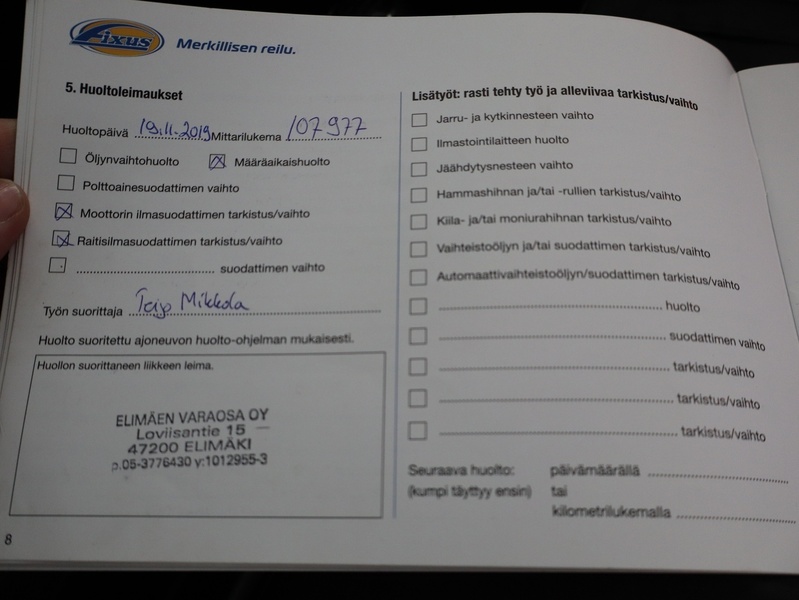 Fixus
Merkillisen reilu.
5. Huoltoleimaukset
Huoltopäivä 19.11.2019 Mittarilukema 107977
Öljynvaihtohuolto Määräaikaishuolto
Polttoainesuodattimen vaihto
Moottorin ilmasuodattimen tarkistus/vaihto
Raitisilmasuodattimen tarkistus/vaihto
suodattimen vaihto
Työn suorittaja Mikkola
Huolto suoritettu ajoneuvon huolto-ohjelman mukaisesti.
Huollon suorittaneen liikkeen leima.
ELIMÄEN VARAOSA OY
Loviisantie 15
47200 ELIMÄKI
p.05-3776430 y:1012955-3
8
Lisätyöt: rasti tehty työ ja alleviivaa tarkistus/vaihto
Jarru- ja kytkinnesteen vaihto
Ilmastointilaitteen huolto
Jäähdytysnesteen vaihto
Hammashihnan ja/tai -rullien tarkistus/vaihto
Kiila- ja/tai moniurahihnan tarkistus/vaihto
Vaihteistoöljyn ja/tai suodattimen tarkistus/vaihto
Automaattivaihteistoöljyn/suodattimen tarkistus/vaihto
huolto
suodattimen vaihto
tarkistus/vaihto
tarkistus/vaihto
tarkistus/vaihto
Seuraava huolto: päivämäärällä
(kumpi täyttyy ensin) tai
kilometrilukemalla